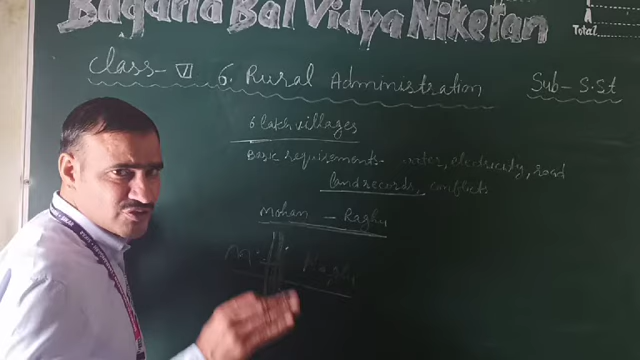 Bagaria Bal Vidya Niketan
Total
Class - VI 6. Rural Administration Sub - S.St
6 lakh villages
Basic requirements - water, electricity, road
land records, conflicts
Mohan - Raghu
M Raghu